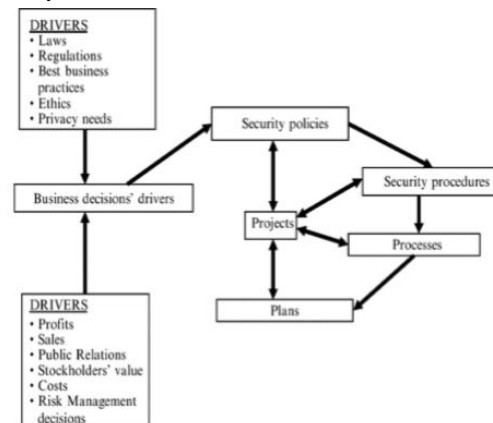 DRIVERS
• Laws
• Regulations
• Best business
practices
• Ethics
• Privacy needs
Security policies
Security procedures
Business decisions' drivers
Projects
Processes
Plans
DRIVERS
• Profits
• Sales
• Public Relations
• Stockholders' value
• Costs
• Risk Management
decisions